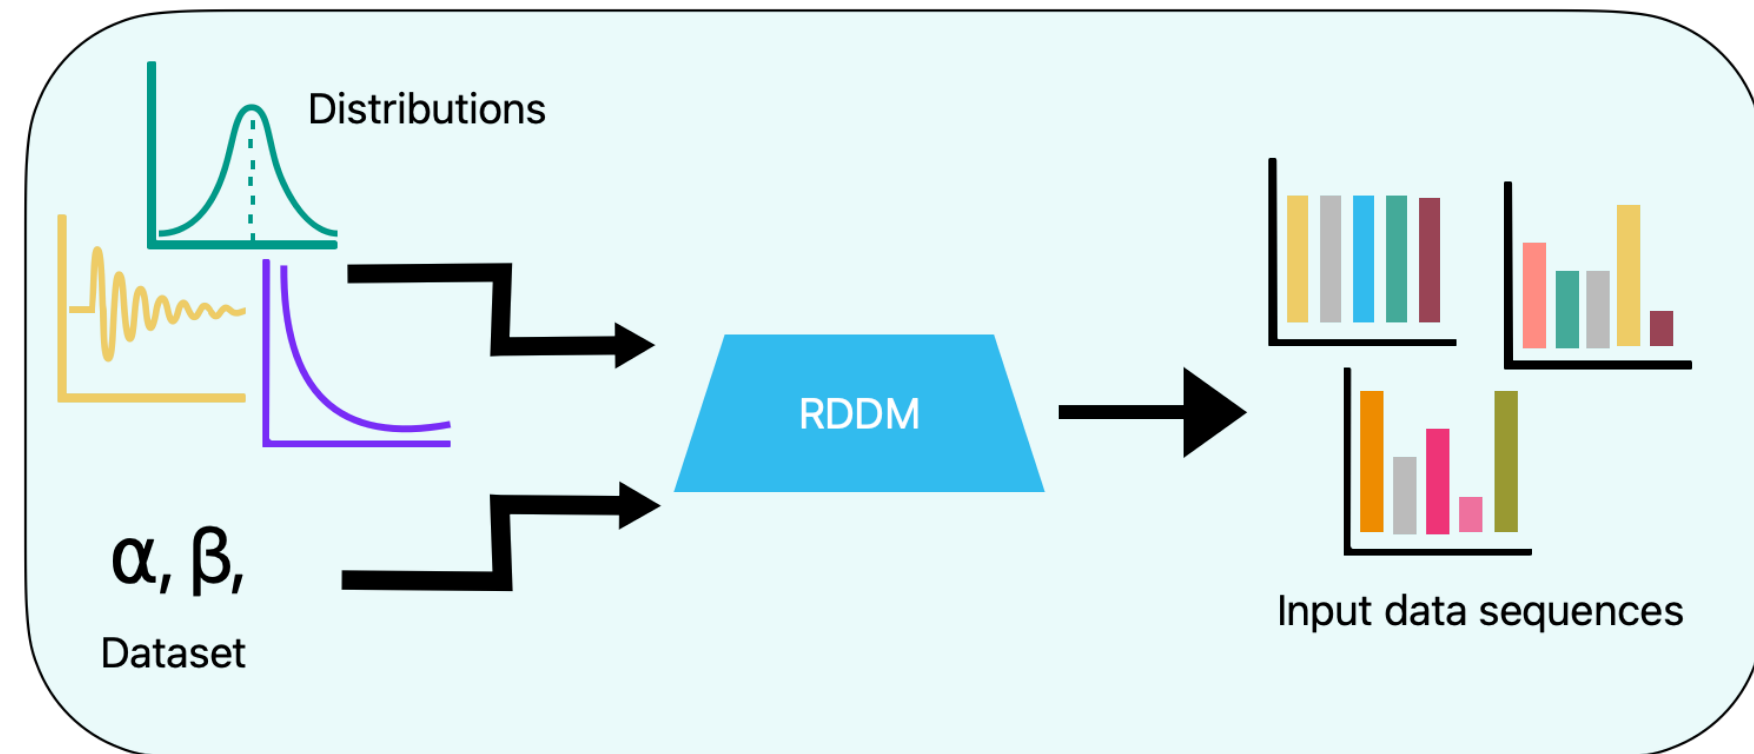 Distributions
RDDM
α, β,
Dataset
Input data sequences